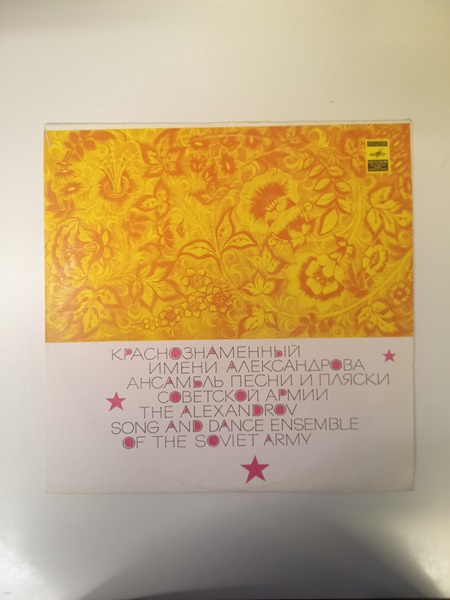 КРАСНОЗНАМЕННЫЙ
ИМЕНИ АЛЕКСАНДРОВА
АНСАМБЛЬ ПЕСНИ И ПЛЯСКИ
СОВЕТСКОЙ АРМИИ
THE ALEXANDROV
SONG AND DANCE ENSEMBLE
OF THE SOVIET ARMY